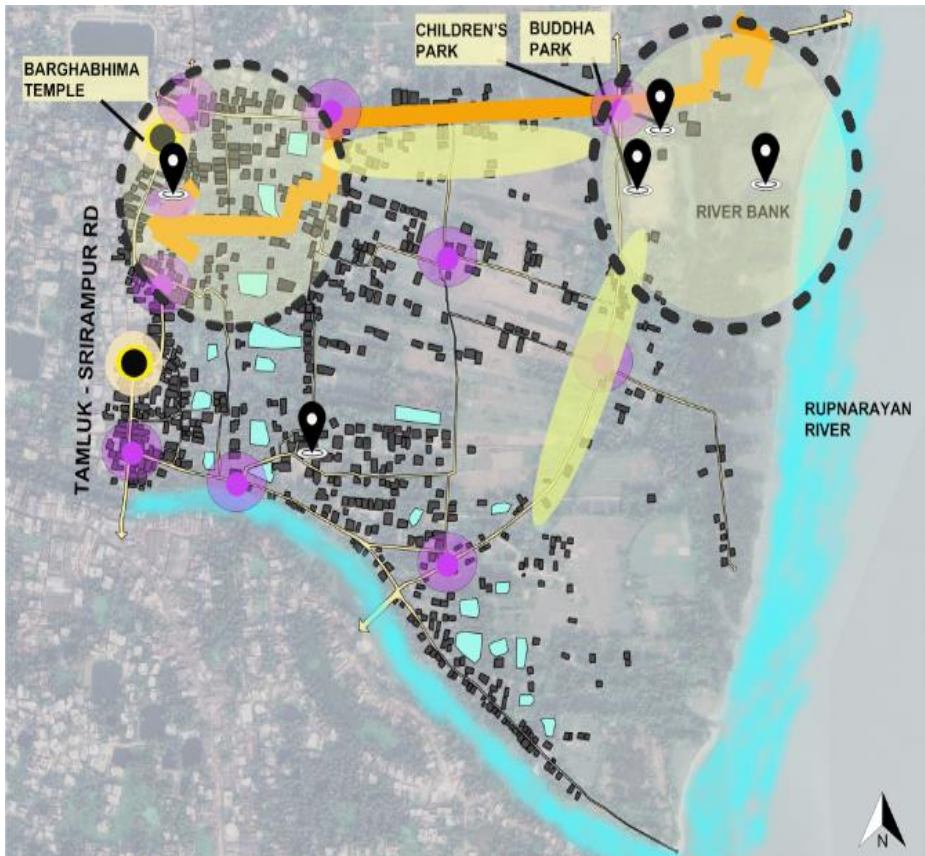 CHILDREN'S
PARK
BUDDHA
PARK
BARGHABHIMA
TEMPLE
RIVER BANK
TAMLUK - SRIRAMPUR RD
RUPNARAYAN
RIVER
N